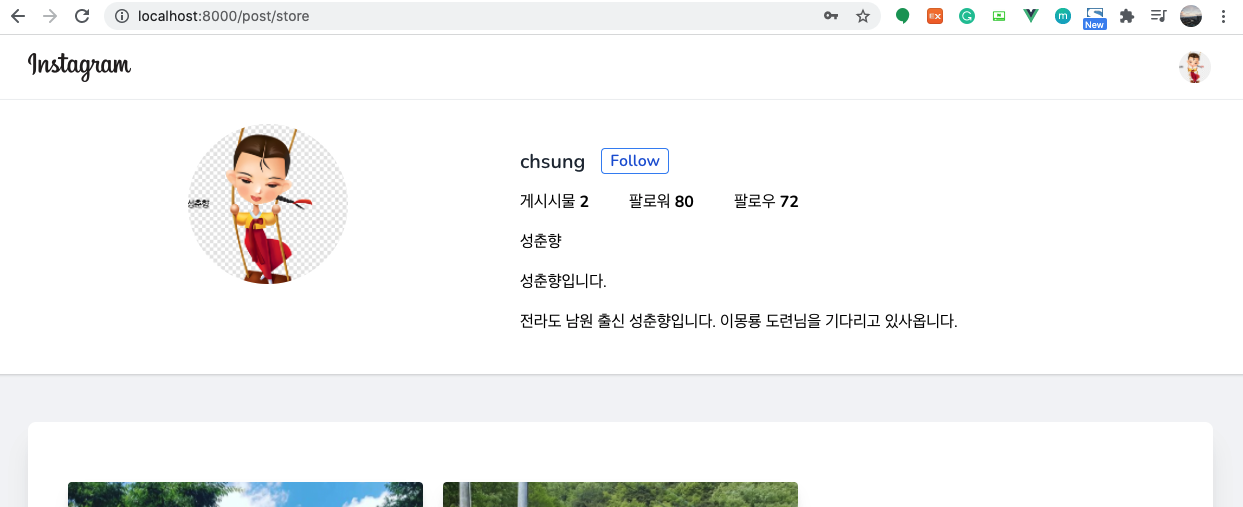 localhost:8000/post/store
New
Instagram
성춘향
chsung Follow
게시시물 2 팔로워 80 팔로우 72
성춘향
성춘향입니다.
전라도 남원 출신 성춘향입니다. 이몽룡 도련님을 기다리고 있사옵니다.